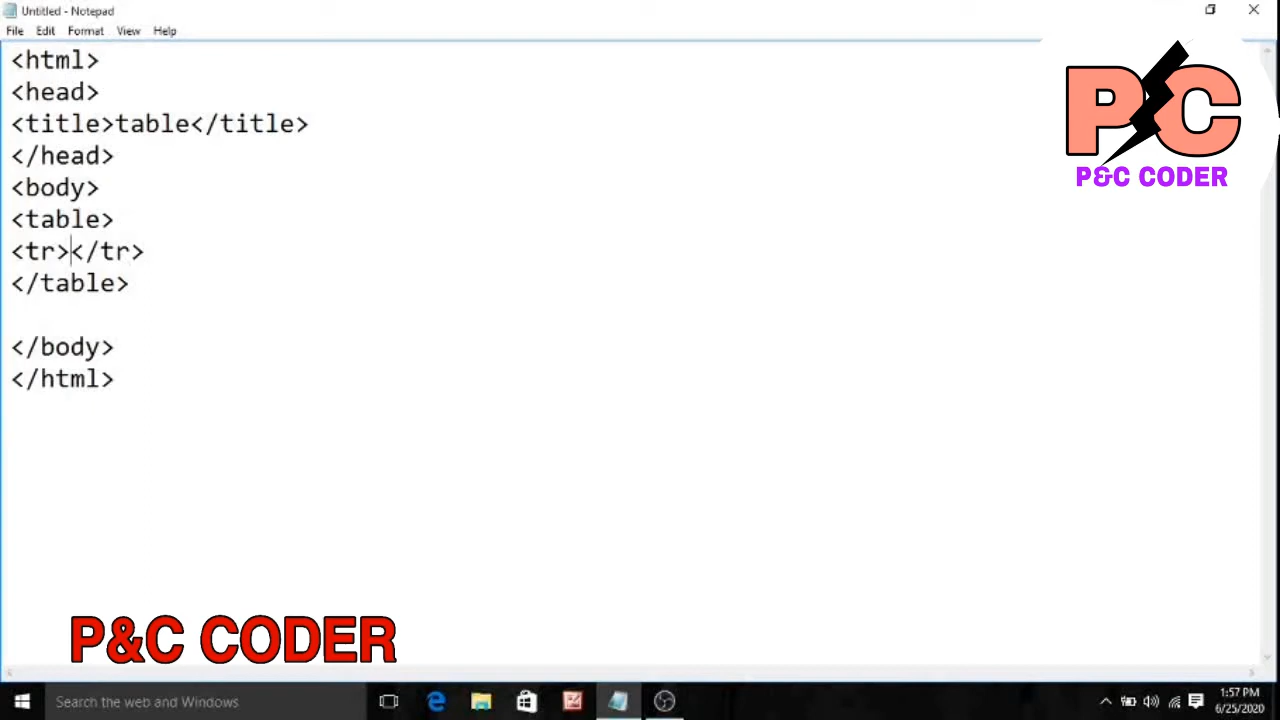 Untitled - Notepad
File Edit Format View Help
<html>
<head>
<title>table</title>
</head>
<body>
<table>
<tr></tr>
</table>
</body>
</html>
PC
P&C CODER
P&C CODER
Search the web and Windows
1:57 PM
6/25/2020